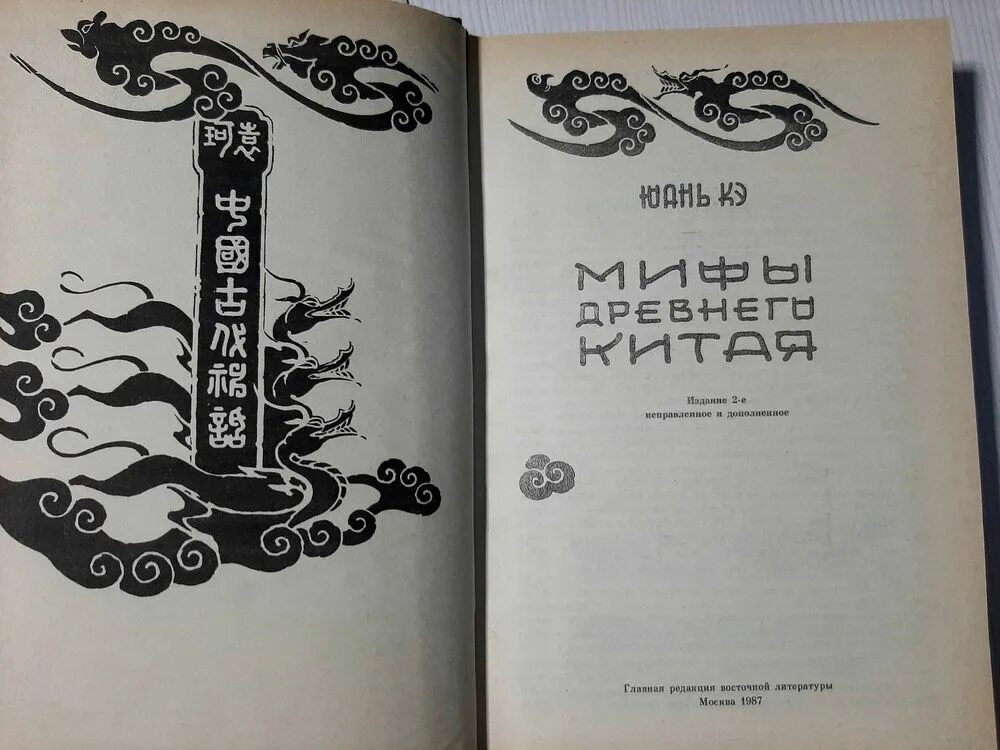 袁珂
中國古代神話
ЮАНЬ КЭ
МИФЫ
ДРЕВНЕГО
КИТАЯ
Издание 2-е
исправленное и дополненное
Главная редакция восточной литературы
Москва 1987